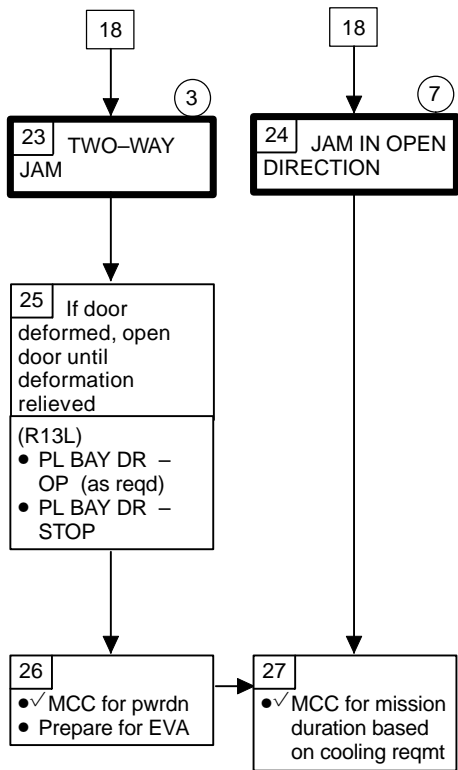 18
3
23 TWO–WAY
JAM
25 If door
deformed, open
door until
deformation
relieved
(R13L)
● PL BAY DR –
OP (as reqd)
● PL BAY DR –
STOP
26
●√ MCC for pwrdn
● Prepare for EVA
18
7
24 JAM IN OPEN
DIRECTION
27
●√ MCC for mission
duration based
on cooling reqmt